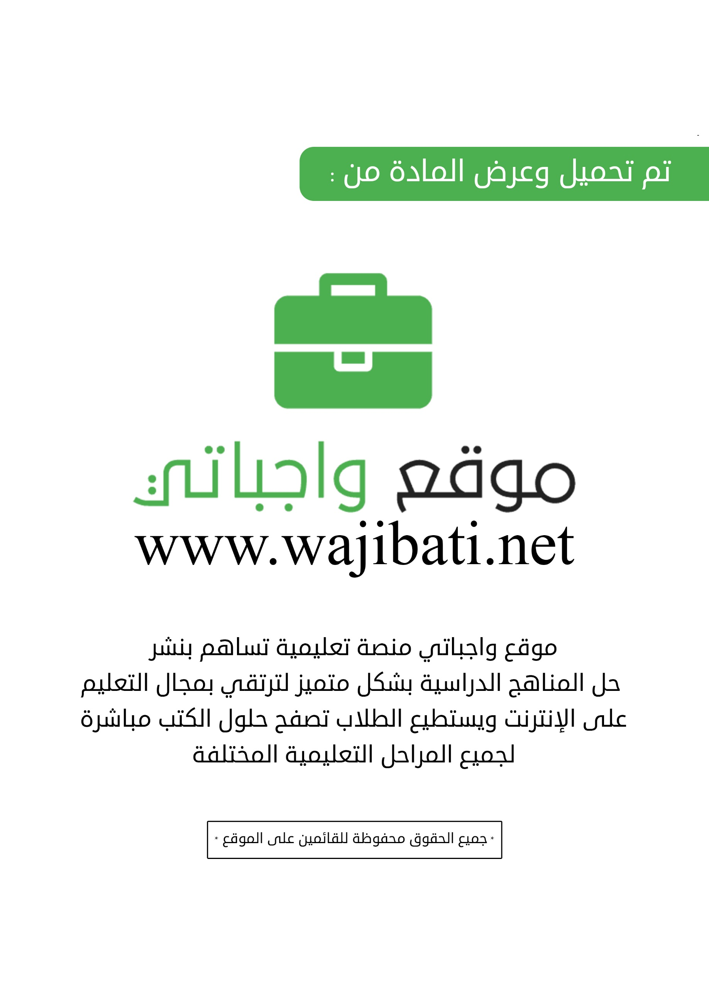 تم تحميل وعرض المادة من :
موقع واجباتي
www.wajibati.net
موقع واجباتي منصة تعليمية تساهم بنشر
حل المناهج الدراسية بشكل متميز لترتقي بمجال التعليم
على الإنترنت ويستطيع الطلاب تصفح حلول الكتب مباشرة
لجميع المراحل التعليمية المختلفة
* جميع الحقوق محفوظة للقائمين على الموقع *